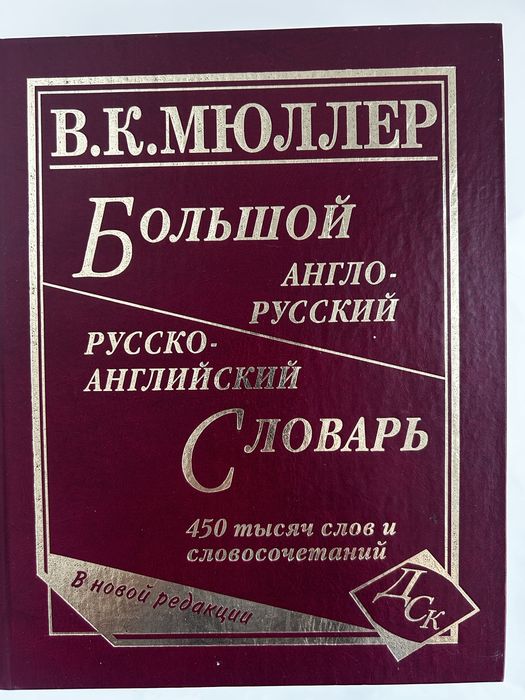 В.К.МЮЛЛЕР
БОЛЬШОЙ
АНГЛО-
РУССКИЙ
РУССКО-
АНГЛИЙСКИЙ
СЛОВАРЬ
450 тысяч слов и
словосочетаний
В новой редакции
ДСК